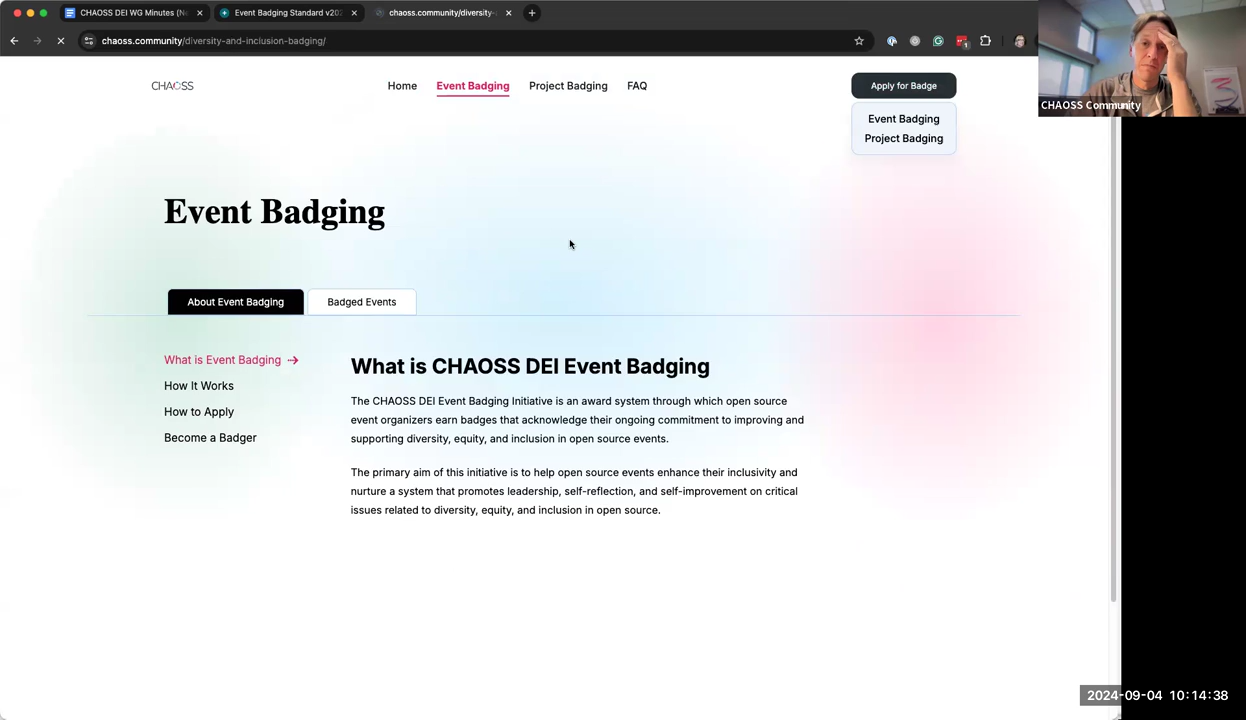 CHAOSS DEI WG Minutes (N
Event Badging Standard v20
chaoss.community/diversity-
chaoss.community/diversity-and-inclusion-badging/
CHAOSS
Home
Event Badging
Project Badging
FAQ
Apply for Badge
Event Badging
Project Badging
CHAOSS Community
Event Badging
About Event Badging
Badged Events
What is Event Badging
How It Works
How to Apply
Become a Badger
What is CHAOSS DEI Event Badging
The CHAOSS DEI Event Badging Initiative is an award system through which open source
event organizers earn badges that acknowledge their ongoing commitment to improving and
supporting diversity, equity, and inclusion in open source events.
The primary aim of this initiative is to help open source events enhance their inclusivity and
nurture a system that promotes leadership, self-reflection, and self-improvement on critical
issues related to diversity, equity, and inclusion in open source.
2024-09-04 10:14:38